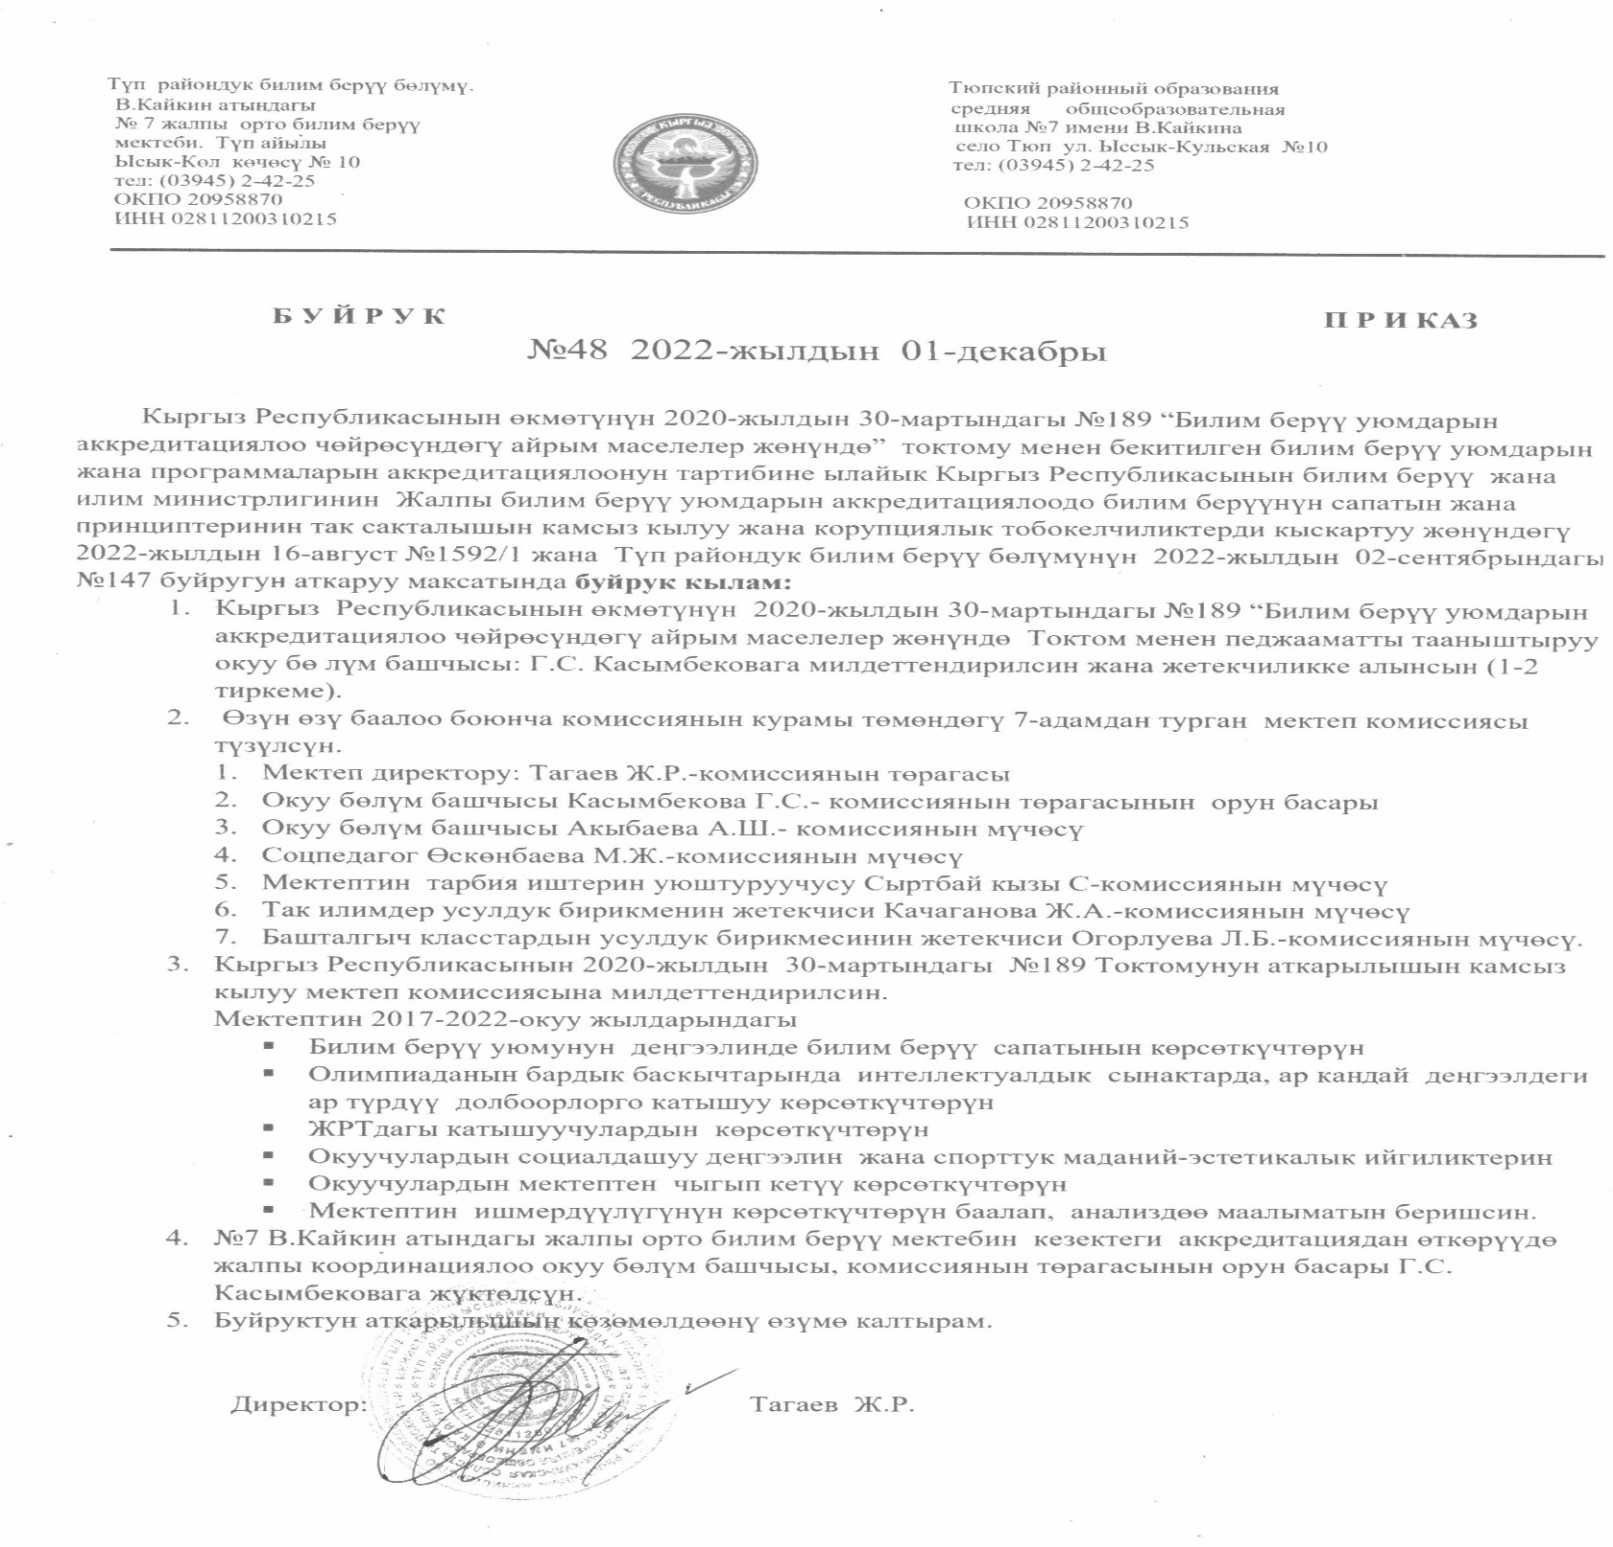 Түп райондук билим берүү бөлүмү.
В.Кайкин атындагы
№ 7 жалпы орто билим берүү
мектеби. Түп айылы
Ысык-Көл көчөсү № 10
тел: (03945) 2-42-25
ОКПО 20958870
ИНН 02811200310215
КЫРГЫЗ
РЕСПУБЛИКАСЫ
Тюпский районный образования
средняя общеобразовательная
школа №7 имени В.Кайкина
село Тюп ул. Ыссык-Кульская №10
тел: (03945) 2-42-25
ОКПО 20958870
ИНН 02811200310215
Б У Й Р У К
П Р И КАЗ
№48 2022-жылдын 01-декабры
Кыргыз Республикасынын өкмөтүнүн 2020-жылдын 30-мартындагы №189 “Билим берүү уюмдарын
аккредитациялоо чөйрөсүндөгү айрым маселелер жөнүндө” токтому менен бекитилген билим берүү уюмдарын
жана программаларын аккредитациялоонун тартибине ылайык Кыргыз Республикасынын билим берүү жана
илим министрлигинин Жалпы билим берүү уюмдарын аккредитациялоодо билим берүүнүн сапатын жана
принциптеринин так сакталышын камсыз кылуу жана корупциялык тобокелчиликтерди кыскартуу жөнүндөгү
2022-жылдын 16-август №1592/1 жана Түп райондук билим берүү бөлүмүнүн 2022-жылдын 02-сентябрындагы
№147 буйругун аткаруу максатында буйрук кылам:
1. Кыргыз Республикасынын өкмөтүнүн 2020-жылдын 30-мартындагы №189 “Билим берүү уюмдарын
аккредитациялоо чөйрөсүндөгү айрым маселелер жөнүндө Токтом менен педжааматты тааныштыруу
окуу бө лүм башчысы: Г.С. Касымбековага милдеттендирилсин жана жетекчиликке алынсын (1-2
тиркеме).
2. Өзүн өзү баалоо боюнча комиссиянын курамы төмөндөгү 7-адамдан турган мектеп комиссиясы
түзүлсүн.
1. Мектеп директору: Тагаев Ж.Р.-комиссиянын төрагасы
2. Окуу бөлүм башчысы Касымбекова Г.С.- комиссиянын төрагасынын орун басары
3. Окуу бөлүм башчысы Акыбаева А.Ш.- комиссиянын мүчөсү
4. Соцпедагог Өскөнбаева М.Ж.-комиссиянын мүчөсү
5. Мектептин тарбия иштерин уюштуруучусу Сыртбай кызы С-комиссиянын мүчөсү
6. Так илимдер усулдук бирикменин жетекчиси Качаганова Ж.А.-комиссиянын мүчөсү
7. Башталгыч класстардын усулдук бирикмесинин жетекчиси Огорлуева Л.Б.-комиссиянын мүчөсү.
3. Кыргыз Республикасынын 2020-жылдын 30-мартындагы №189 Токтомунун аткарылышын камсыз
кылуу мектеп комиссиясына милдеттендирилсин.
Мектептин 2017-2022-окуу жылдарындагы
▪ Билим берүү уюмунун деңгээлинде билим берүү сапатынын көрсөткүчтөрүн
▪ Олимпиаданын бардык баскычтарында интеллектуалдык сынактарда, ар кандай деңгээлдеги
ар түрдүү долбоорлорго катышуу көрсөткүчтөрүн
▪ ЖРТдагы катышуучулардын көрсөткүчтөрүн
▪ Окуучулардын социалдашуу деңгээлин жана спорттук маданий-эстетикалык ийгиликтерин
▪ Окуучулардын мектептен чыгып кетүү көрсөткүчтөрүн
▪ Мектептин ишмердүүлүгүнүн көрсөткүчтөрүн баалап, анализдөө маалыматын беришсин.
4. №7 В.Кайкин атындагы жалпы орто билим берүү мектебин кезектеги аккредитациядан өткөрүүдө
жалпы координациялоо окуу бөлүм башчысы, комиссиянын төрагасынын орун басары Г.С.
Касымбековага жүктөлсүн.
5. Буйруктун аткарылышын көзөмөлдөөнү өзүмө калтырам.
Директор: Тагаев Ж.Р.